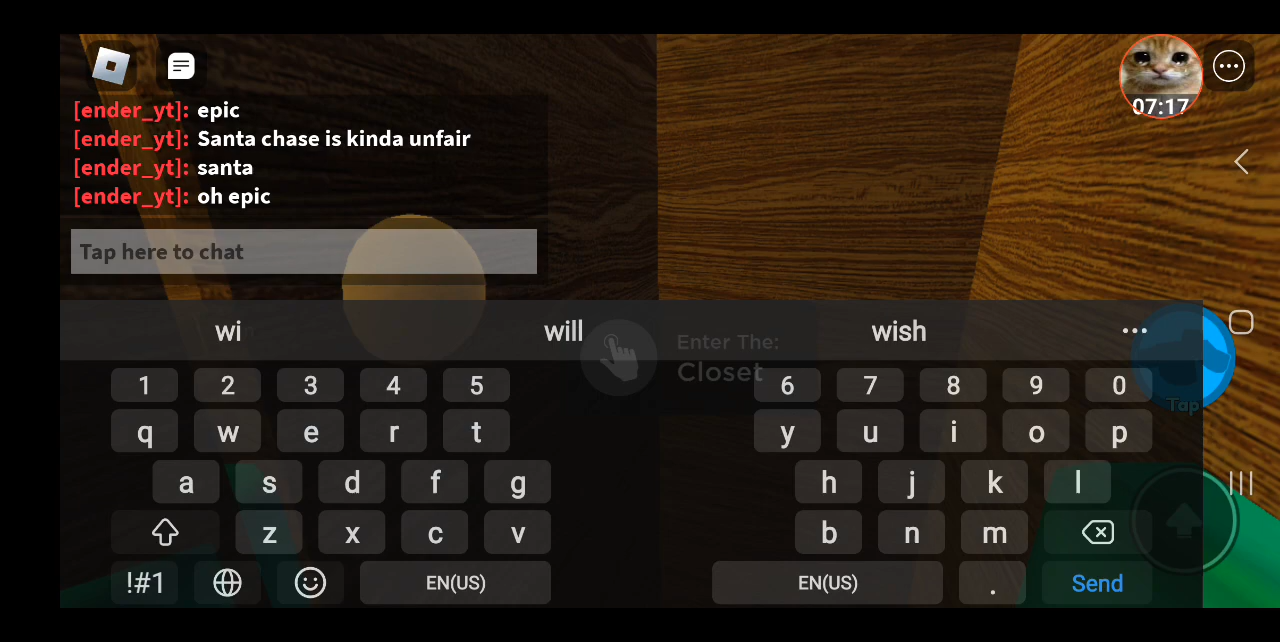 [ender_yt]: epic
[ender_yt]: Santa chase is kinda unfair
[ender_yt]: santa
[ender_yt]: oh epic
Tap here to chat
07:17
wi will wish
Enter The:
Closet
Tap
1 2 3 4 5 6 7 8 9 0
q w e r t y u i o p
a s d f g h j k l
z x c v b n m
!#1 EN(US) EN(US) . Send